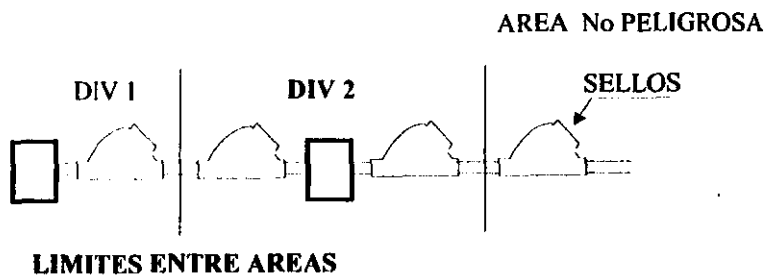 AREA No PELIGROSA
DIV 1
DIV 2
SELLOS
LIMITES ENTRE AREAS